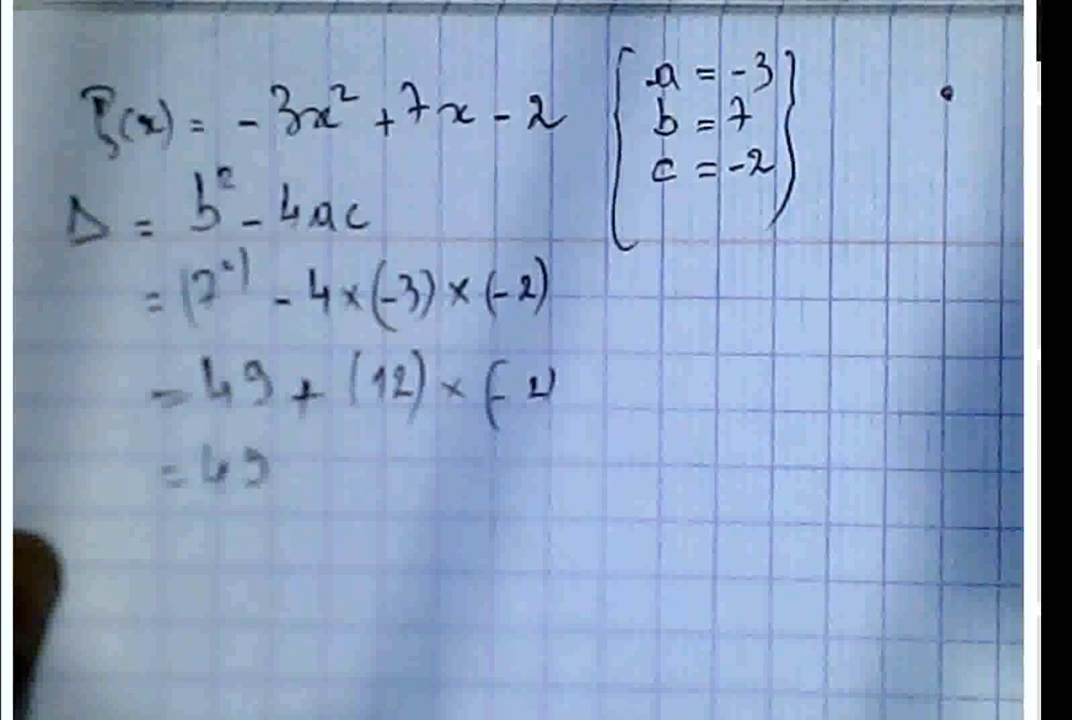 P(x) = -3x² + 7x - 2
{ a = -3
b = 7
c = -2 }
Δ = b² - 4ac
= (7²) - 4×(-3)×(-2)
= 49 + (12) × (-2
= 49